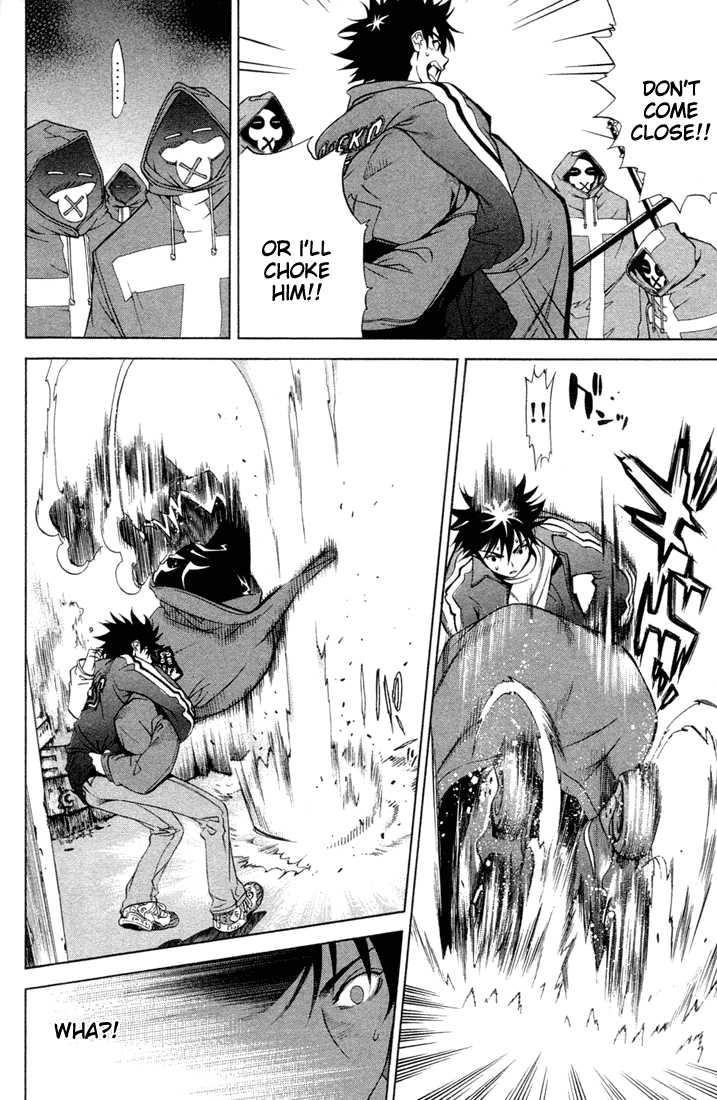 DON'T
COME
CLOSE!!
OR I'LL
CHOKE
HIM!!
......
!!
WHA?!